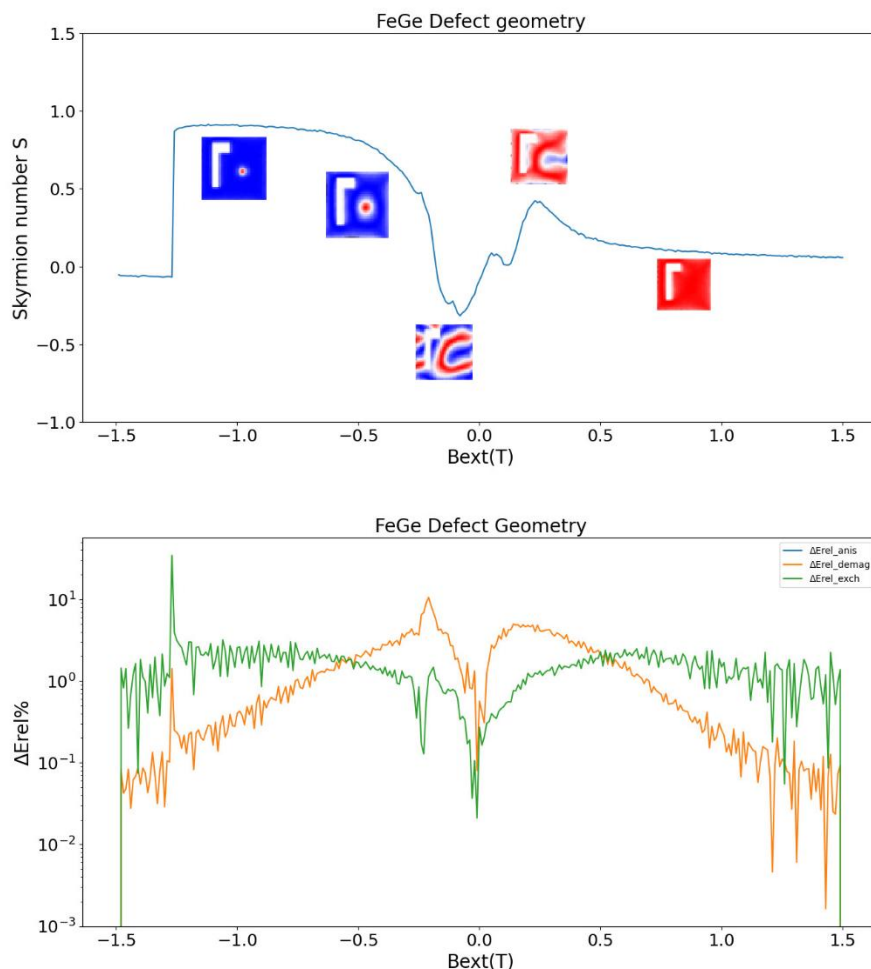 FeGe Defect geometry
Skyrmion number S
1.5
1.0
0.5
0.0
−0.5
−1.0
−1.5 −1.0 −0.5 0.0 0.5 1.0 1.5
Bext(T)
FeGe Defect Geometry
ΔErel_anis
ΔErel_demag
ΔErel_exch
ΔErel%
10¹
10⁰
10⁻¹
10⁻²
10⁻³
−1.5 −1.0 −0.5 0.0 0.5 1.0 1.5
Bext(T)